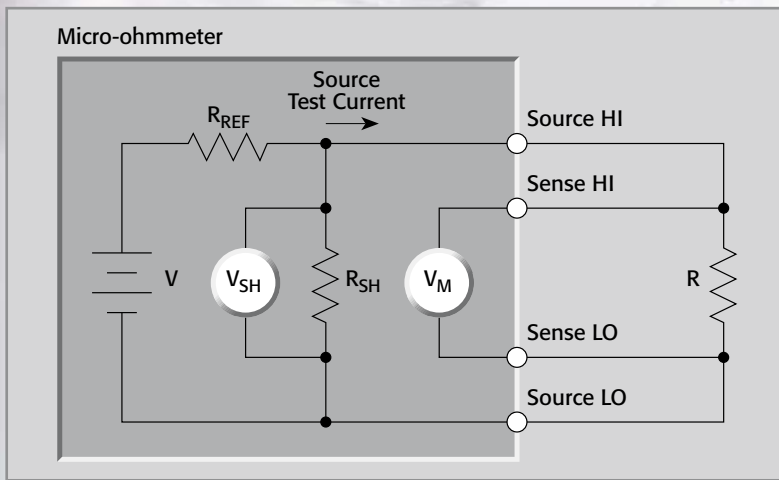 Micro-ohmmeter
Source
Test Current
R_REF
Source HI
Sense HI
V
V_SH
R_SH
V_M
R
Sense LO
Source LO